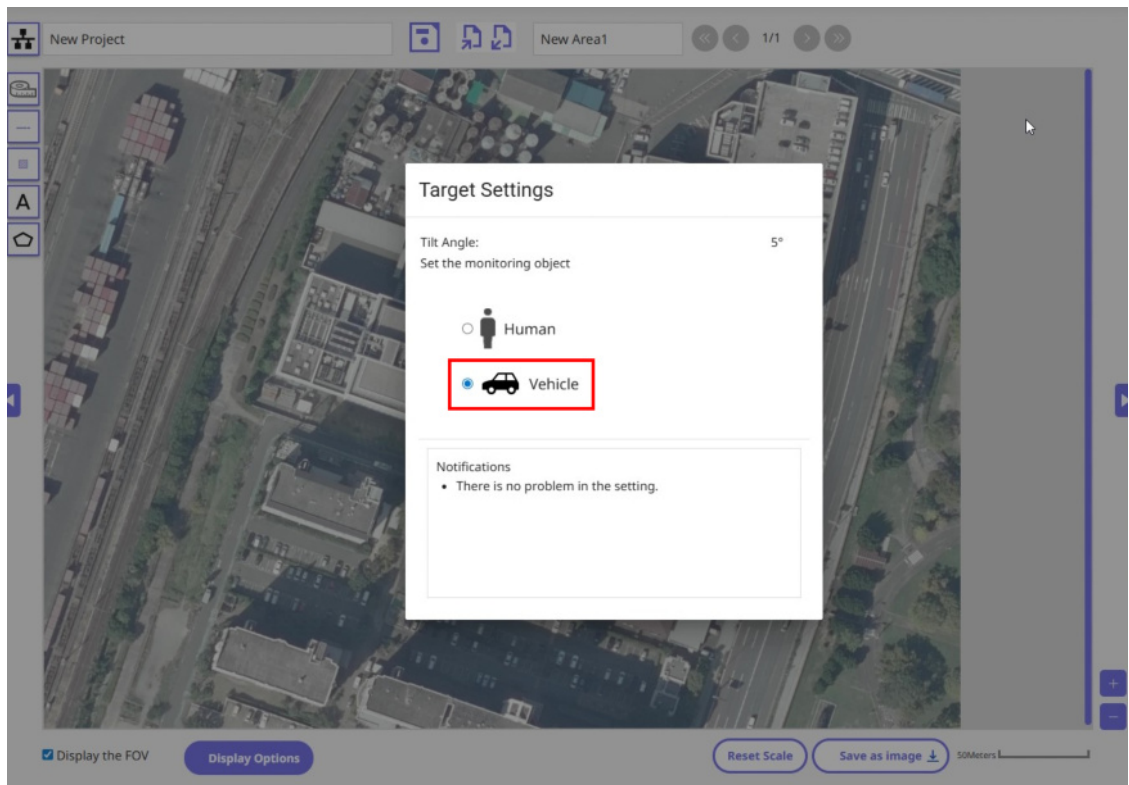 New Project
New Area1
1/1
A
Target Settings
Tilt Angle: 5°
Set the monitoring object
Human
Vehicle
Notifications
• There is no problem in the setting.
Display the FOV
Display Options
Reset Scale
Save as image
50Meters